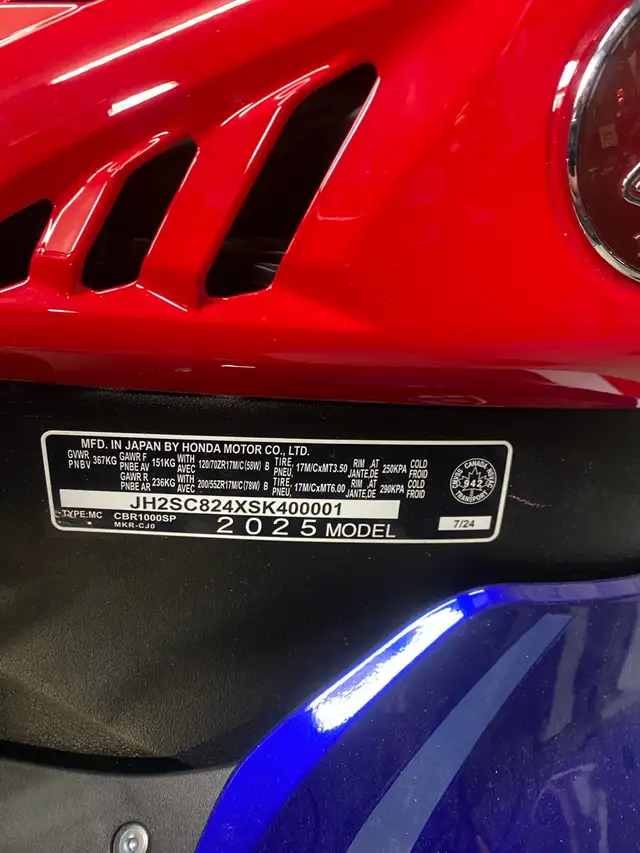 MFD. IN JAPAN BY HONDA MOTOR CO., LTD.
GVWR PNBV 367KG GAWR F PNBE AV 151KG WITH AVEC 120/70ZR17M/C(58W) B TIRE, PNEU, 17M/CxMT3.50 RIM JANTE, AT DE 250KPA COLD FROID
GAWR R PNBE AR 236KG WITH AVEC 200/55ZR17M/C(78W) B TIRE, PNEU, 17M/CxMT6.00 RIM JANTE, AT DE 290KPA COLD FROID
JH2SC824XSK400001
TYPE:MC CBR1000SP
MKR-CJ0 2025 MODEL
CANADA
942
TRANSPORT
7/24